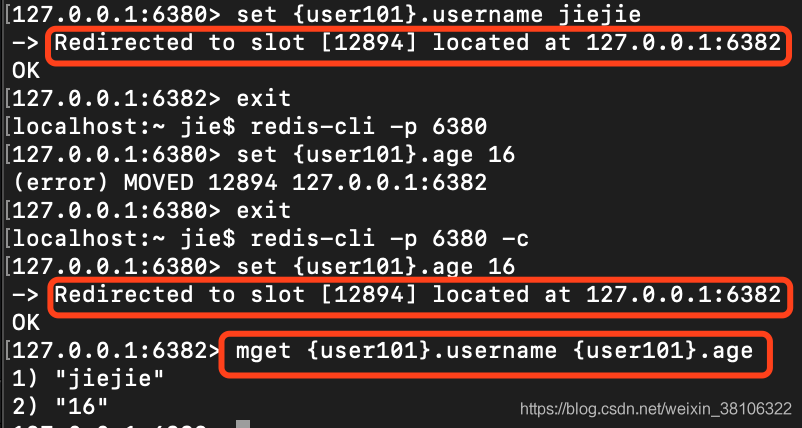 [127.0.0.1:6380> set {user101}.username jiejie
-> Redirected to slot [12894] located at 127.0.0.1:6382
OK
[127.0.0.1:6382> exit
[localhost:~ jie$ redis-cli -p 6380
[127.0.0.1:6380> set {user101}.age 16
(error) MOVED 12894 127.0.0.1:6382
[127.0.0.1:6380> exit
[localhost:~ jie$ redis-cli -p 6380 -c
[127.0.0.1:6380> set {user101}.age 16
-> Redirected to slot [12894] located at 127.0.0.1:6382
OK
[127.0.0.1:6382> mget {user101}.username {user101}.age
1) "jiejie"
2) "16"
https://blog.csdn.net/weixin_38106322